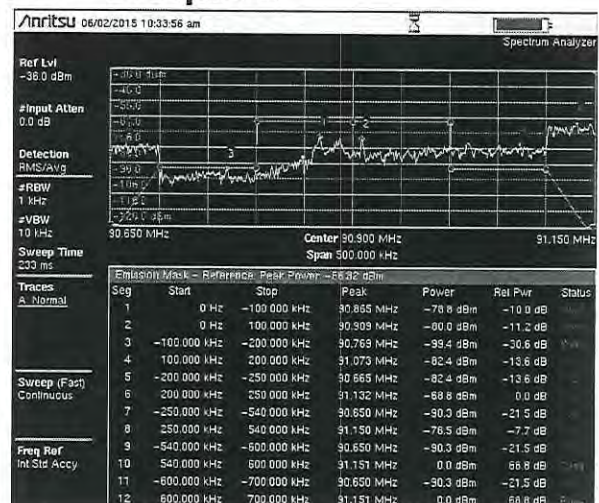 Anritsu 06/02/2015 10:33:56 am
Spectrum Analyzer
Ref Lvl
-36.0 dBm
#Input Atten
0.0 dB
Detection
RMS/Avg
#RBW
1 kHz
#VBW
10 kHz
Sweep Time
233 ms
Traces
A: Normal
Sweep (Fast)
Continuous
Freq Ref
Int Std Accy
1 2
3
90.650 MHz Center 90.900 MHz 91.150 MHz
Span 500.000 kHz
Emission Mask - Reference: Peak Power -66.82 dBm
Seg Start Stop Peak Power Rel Pwr Status
1 0 Hz -100.000 kHz 90.865 MHz -76.8 dBm -10.0 dB
2 0 Hz 100.000 kHz 90.909 MHz -80.0 dBm -11.2 dB
3 -100.000 kHz -200.000 kHz 90.769 MHz -99.4 dBm -30.6 dB
4 100.000 kHz 200.000 kHz 91.073 MHz -82.4 dBm -13.6 dB
5 -200.000 kHz -250.000 kHz 90.665 MHz -82.4 dBm -13.6 dB
6 200.000 kHz 250.000 kHz 91.132 MHz -68.8 dBm 0.0 dB
7 -250.000 kHz -540.000 kHz 90.650 MHz -90.3 dBm -21.5 dB
8 250.000 kHz 540.000 kHz 91.150 MHz -76.5 dBm -7.7 dB
9 -540.000 kHz -600.000 kHz 90.650 MHz -90.3 dBm -21.5 dB
10 540.000 kHz 600.000 kHz 91.151 MHz 0.0 dBm 66.8 dB
11 -600.000 kHz -700.000 kHz 90.650 MHz -90.3 dBm -21.5 dB
12 600.000 kHz 700.000 kHz 91.151 MHz 0.0 dBm 66.8 dB